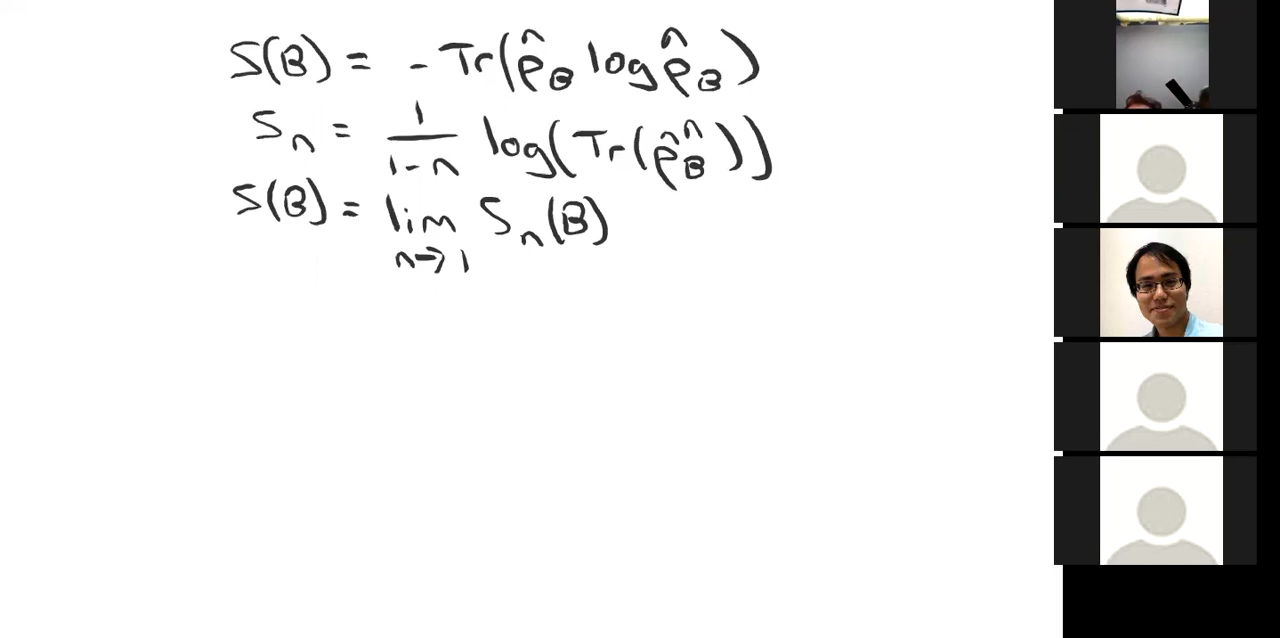 S(B) = - Tr(ρ̂_B log ρ̂_B)
S_n = 1/(1-n) log(Tr(ρ̂_B^n))
S(B) = lim_{n→1} S_n(B)